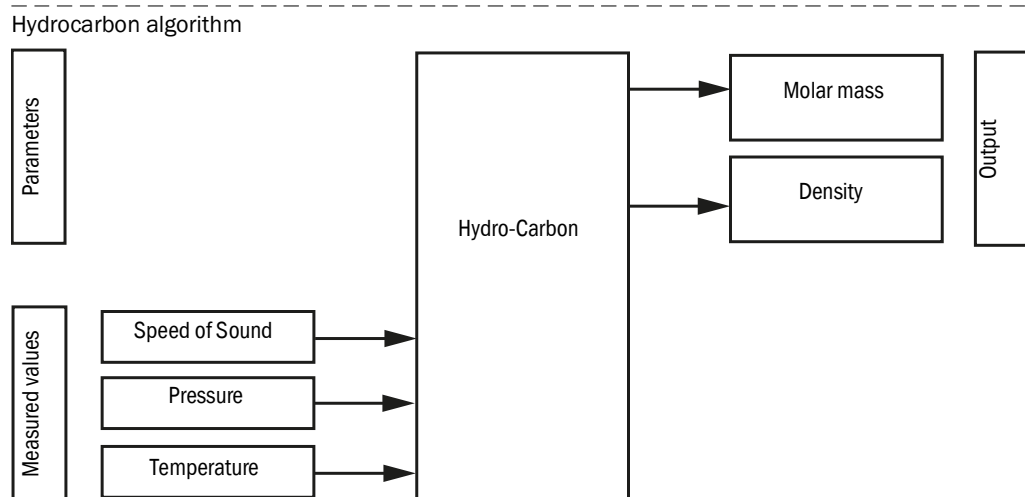 Hydrocarbon algorithm
Parameters
Hydro-Carbon
Molar mass
Density
Output
Measured values
Speed of Sound
Pressure
Temperature